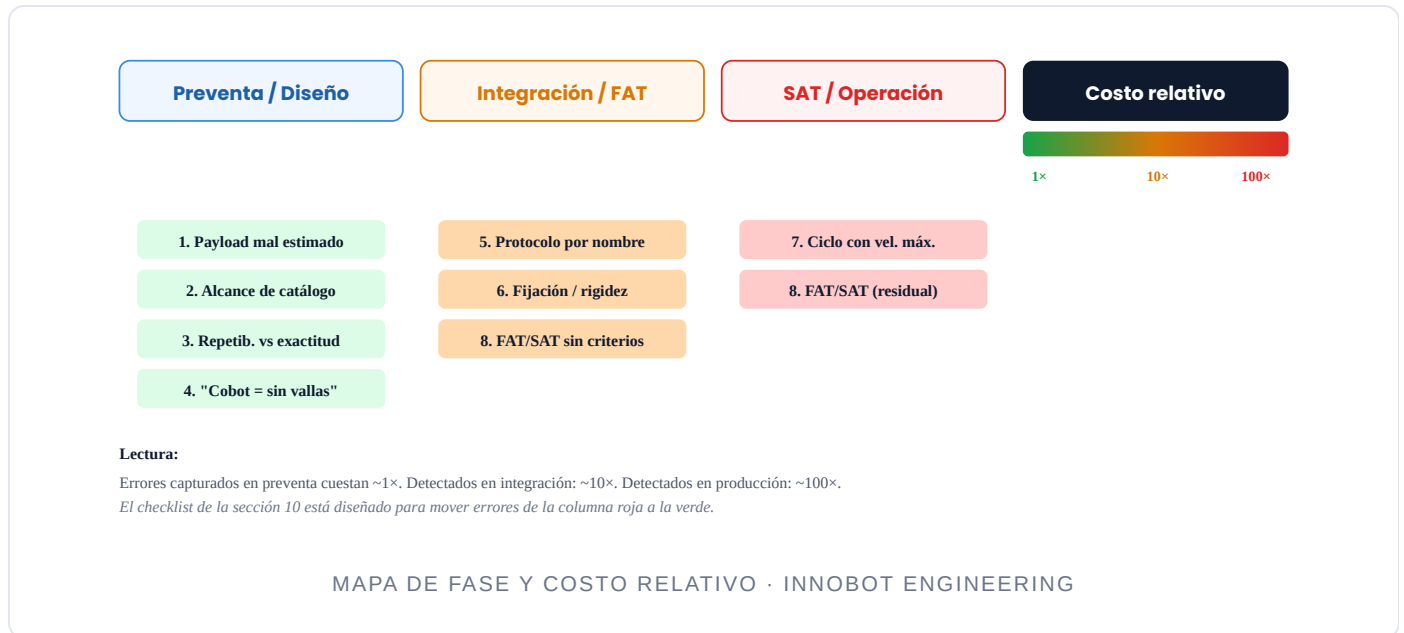 Preventa / Diseño
Integración / FAT
SAT / Operación
Costo relativo
1×
10×
100×
1. Payload mal estimado
5. Protocolo por nombre
7. Ciclo con vel. máx.
2. Alcance de catálogo
6. Fijación / rigidez
8. FAT/SAT (residual)
3. Repetib. vs exactitud
8. FAT/SAT sin criterios
4. "Cobot = sin vallas"
Lectura:
Errores capturados en preventa cuestan ~1×. Detectados en integración: ~10×. Detectados en producción: ~100×.
El checklist de la sección 10 está diseñado para mover errores de la columna roja a la verde.
MAPA DE FASE Y COSTO RELATIVO · INNOBOT ENGINEERING